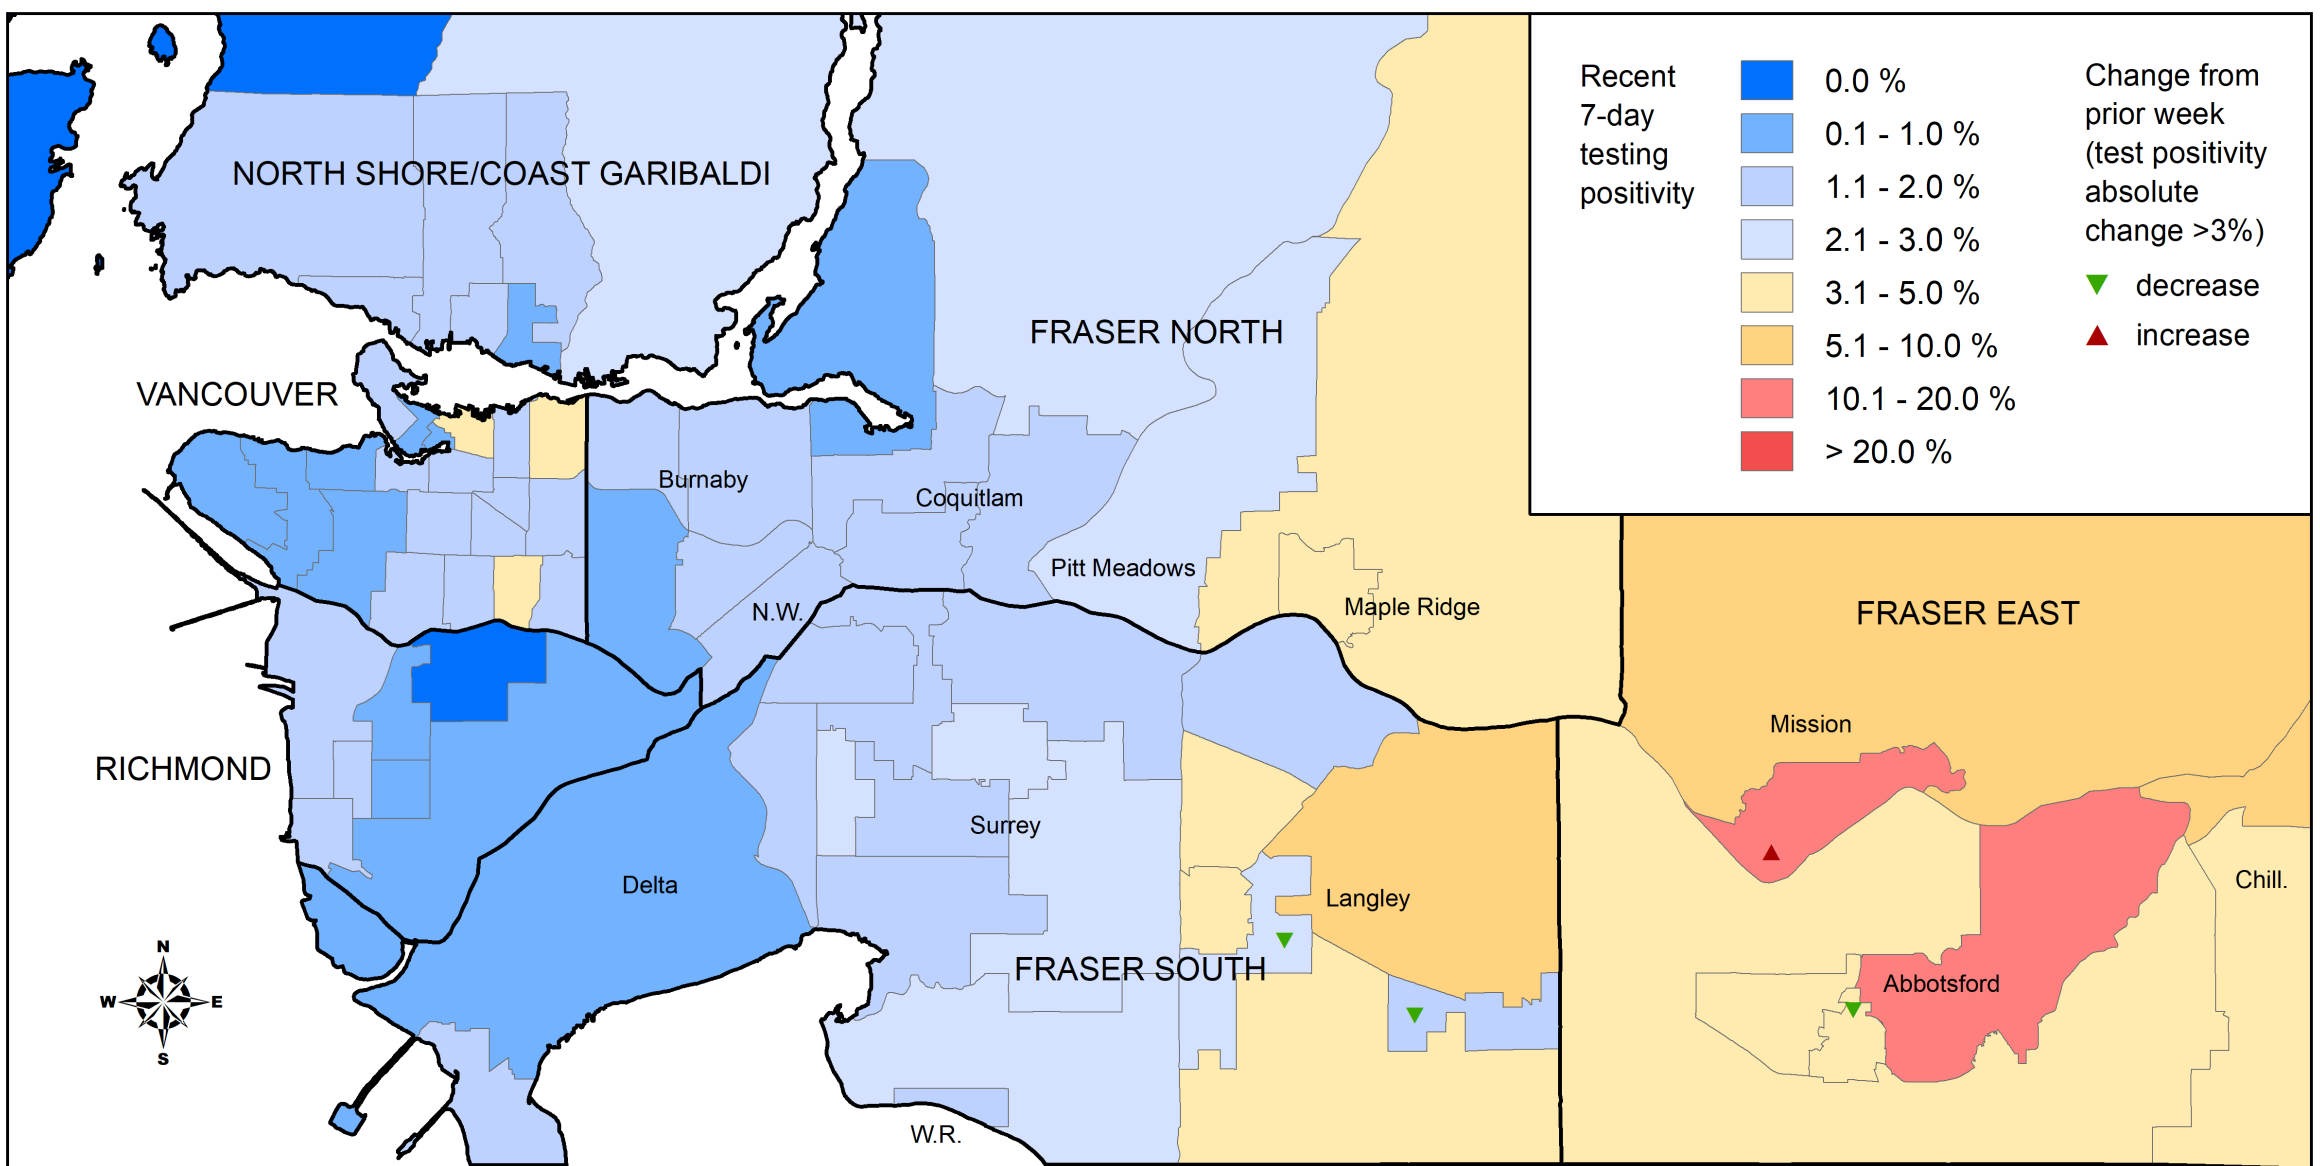 Recent
7-day
testing
positivity
0.0 %
0.1 - 1.0 %
1.1 - 2.0 %
2.1 - 3.0 %
3.1 - 5.0 %
5.1 - 10.0 %
10.1 - 20.0 %
> 20.0 %
Change from
prior week
(test positivity
absolute
change >3%)
decrease
increase
NORTH SHORE/COAST GARIBALDI
FRASER NORTH
VANCOUVER
Burnaby
Coquitlam
Pitt Meadows
Maple Ridge
N.W.
FRASER EAST
Mission
RICHMOND
Surrey
Delta
Langley
Chill.
FRASER SOUTH
Abbotsford
W.R.
N
W
E
S